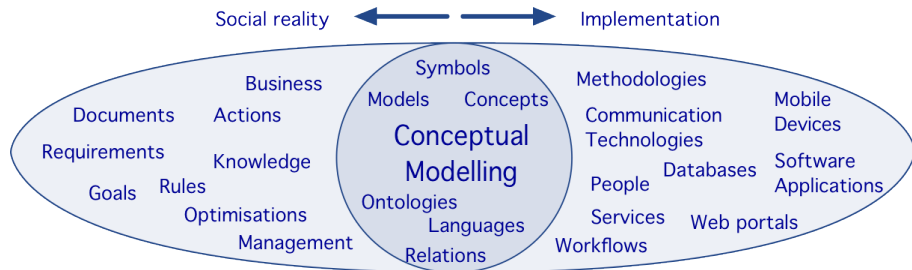 Social reality
Implementation
Business
Documents
Actions
Requirements
Knowledge
Goals
Rules
Optimisations
Management
Symbols
Models
Concepts
Conceptual
Modelling
Ontologies
Languages
Relations
Methodologies
Communication
Technologies
Mobile
Devices
Databases
Software
Applications
People
Services
Web portals
Workflows